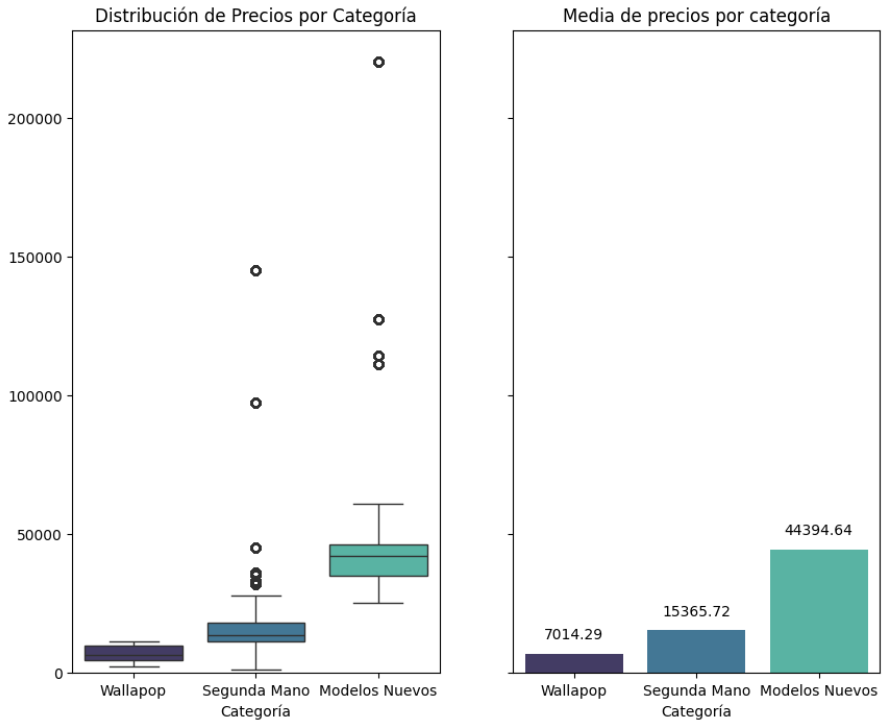 Distribución de Precios por Categoría
200000
150000
100000
50000
0
Wallapop Segunda Mano Modelos Nuevos
Categoría
Media de precios por categoría
7014.29
15365.72
44394.64
Wallapop Segunda Mano Modelos Nuevos
Categoría